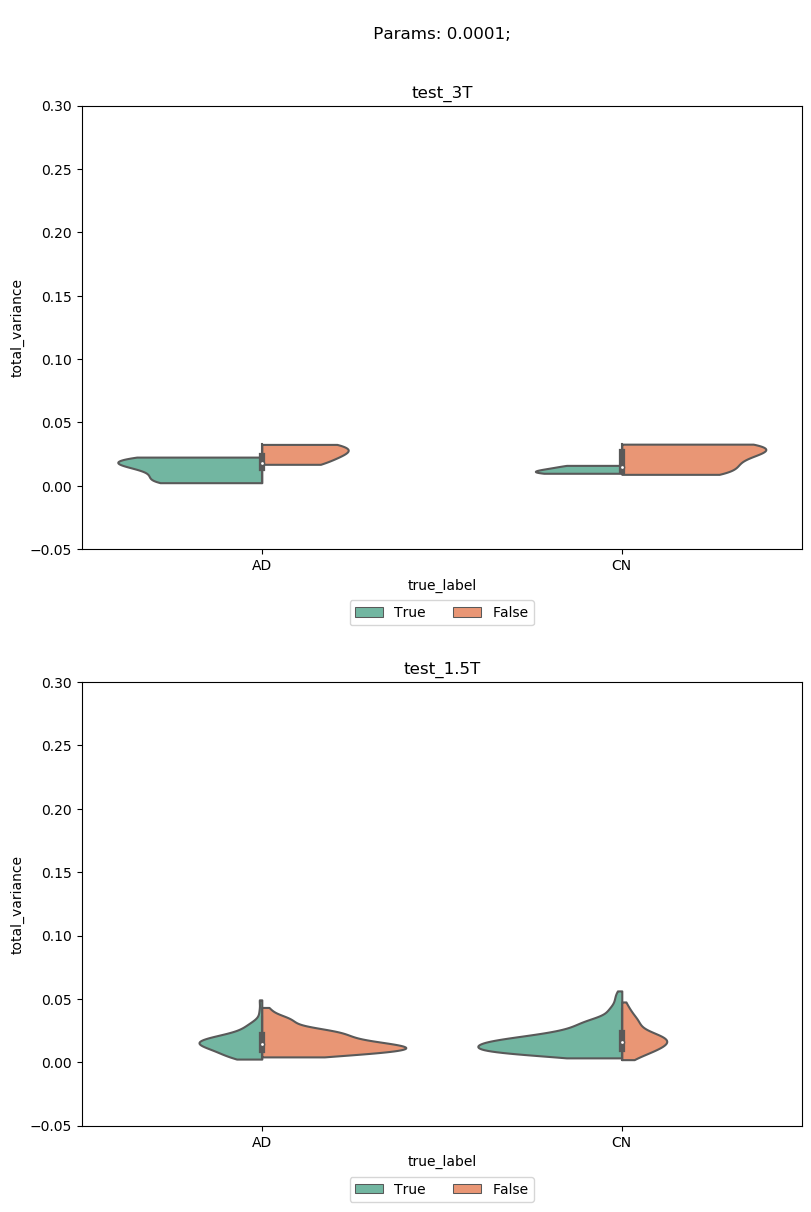 Params: 0.0001;
test_3T
0.30
0.25
0.20
0.15
0.10
0.05
0.00
−0.05
total_variance
AD CN
true_label
True False
test_1.5T
0.30
0.25
0.20
0.15
0.10
0.05
0.00
−0.05
total_variance
AD CN
true_label
True False